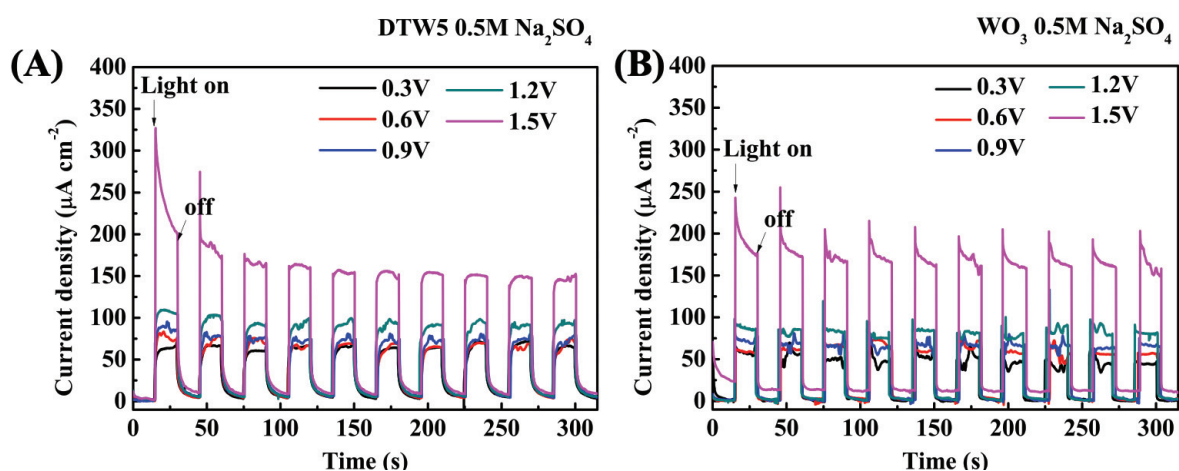 DTW5 0.5M Na₂SO₄
(A)
Light on
off
0.3V
0.6V
0.9V
1.2V
1.5V
Current density (μA cm⁻²)
400
350
300
250
200
150
100
50
0
0 50 100 150 200 250 300
Time (s)
WO₃ 0.5M Na₂SO₄
(B)
Light on
off
0.3V
0.6V
0.9V
1.2V
1.5V
Current density (μA cm⁻²)
400
350
300
250
200
150
100
50
0
0 50 100 150 200 250 300
Time (s)